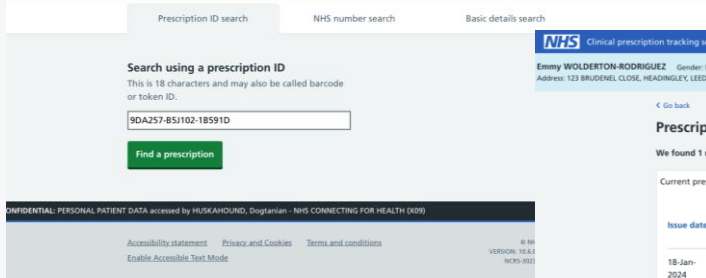 Prescription ID search NHS number search Basic details search
Search using a prescription ID
This is 18 characters and may also be
called barcode
or token ID.
9DA257-B5J102-1B591D
Find a prescription
ONFIDENTIAL: PERSONAL PATIENT DATA accessed by HUSKAHOUND, Dogtanian - NHS CONNECTING FOR HEALTH (X09)
Accessibility statement Privacy and Cookies Terms and conditions
Enable Accessible Text Mode
VERSION: 10.6
NHS Clinical prescription tracking
Emmy WOLDERTON-RODRIGUEZ Gender:
Address: 123 BRUDENEL CLOSE, HEADINGLEY, LEED
Go back
Prescrip
We found 1
Current pre
Issue date
18-Jan-
2024